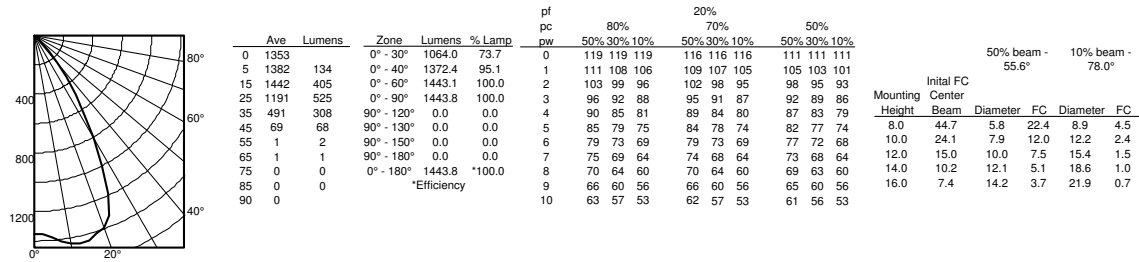 80°
400
60°
800
1200
40°
0° 20°
Ave Lumens
0 1353
5 1382 134
15 1442 405
25 1191 525
35 491 308
45 69 68
55 1 2
65 1 1
75 0 0
85 0 0
90 0
Zone Lumens % Lamp
0° - 30° 1064.0 73.7
0° - 40° 1372.4 95.1
0° - 60° 1443.1 100.0
0° - 90° 1443.8 100.0
90° - 120° 0.0 0.0
90° - 130° 0.0 0.0
90° - 150° 0.0 0.0
90° - 180° 0.0 0.0
0° - 180° 1443.8 *100.0
*Efficiency
pf 20%
pc 80% 70% 50%
pw 50% 30% 10% 50% 30% 10% 50% 30% 10%
0 119 119 119 116 116 116 111 111 111
1 111 108 106 109 107 105 105 103 101
2 103 99 96 102 98 95 98 95 93
3 96 92 88 95 91 87 92 89 86
4 90 85 81 89 84 80 87 83 79
5 85 79 75 84 78 74 82 77 74
6 79 73 69 79 73 69 77 72 68
7 75 69 64 74 68 64 73 68 64
8 70 64 60 70 64 60 69 63 60
9 66 60 56 66 60 56 65 60 56
10 63 57 53 62 57 53 61 56 53
50% beam - 10% beam -
55.6° 78.0°
Inital FC
Mounting Center
Height Beam Diameter FC Diameter FC
8.0 44.7 5.8 22.4 8.9 4.5
10.0 24.1 7.9 12.0 12.2 2.4
12.0 15.0 10.0 7.5 15.4 1.5
14.0 10.2 12.1 5.1 18.6 1.0
16.0 7.4 14.2 3.7 21.9 0.7